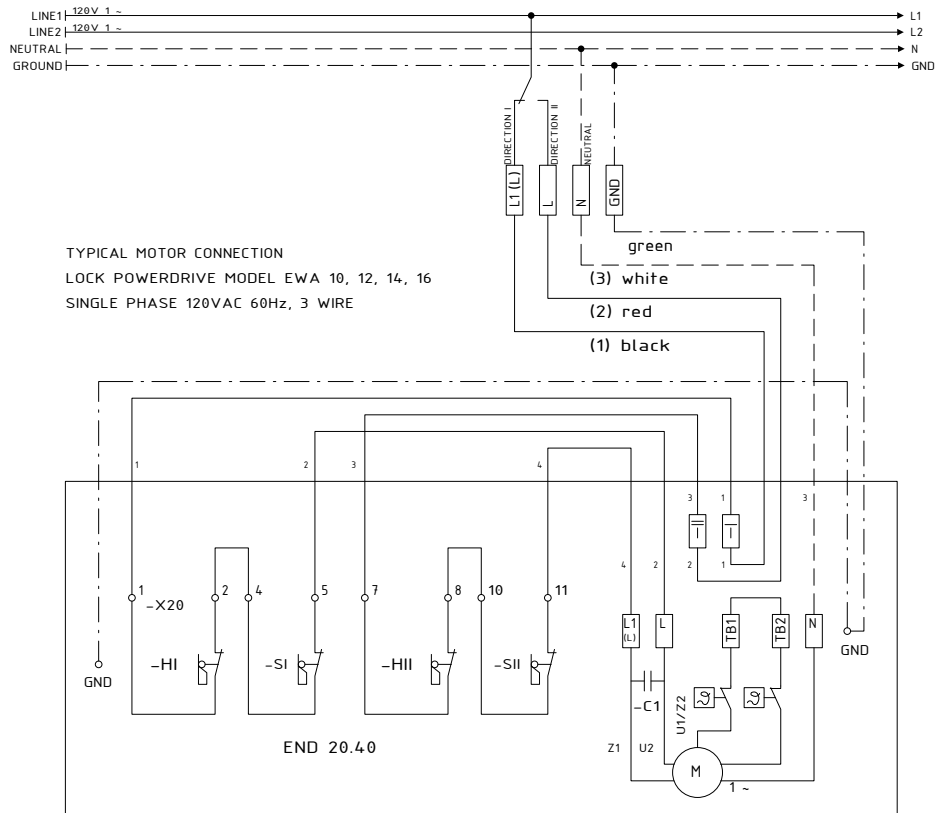 LINE1 120V 1 ~ L1
LINE2 120V 1 ~ L2
NEUTRAL N
GROUND GND
DIRECTION I
DIRECTION II
NEUTRAL
L1 (L)
L
N
GND
green
TYPICAL MOTOR CONNECTION
LOCK POWERDRIVE MODEL EWA 10, 12, 14, 16
SINGLE PHASE 120VAC 60Hz, 3 WIRE
(3) white
(2) red
(1) black
1 2 3 4
3 1 3
II I
4 2 2 1
1 2 4 5 7 8 10 11
-X20
L1 (L) L TB1 TB2 N
GND
-HI -SI -HII -SII
GND
ϑ ϑ
-C1
U1/Z2
END 20.40
Z1 U2
M
1 ~